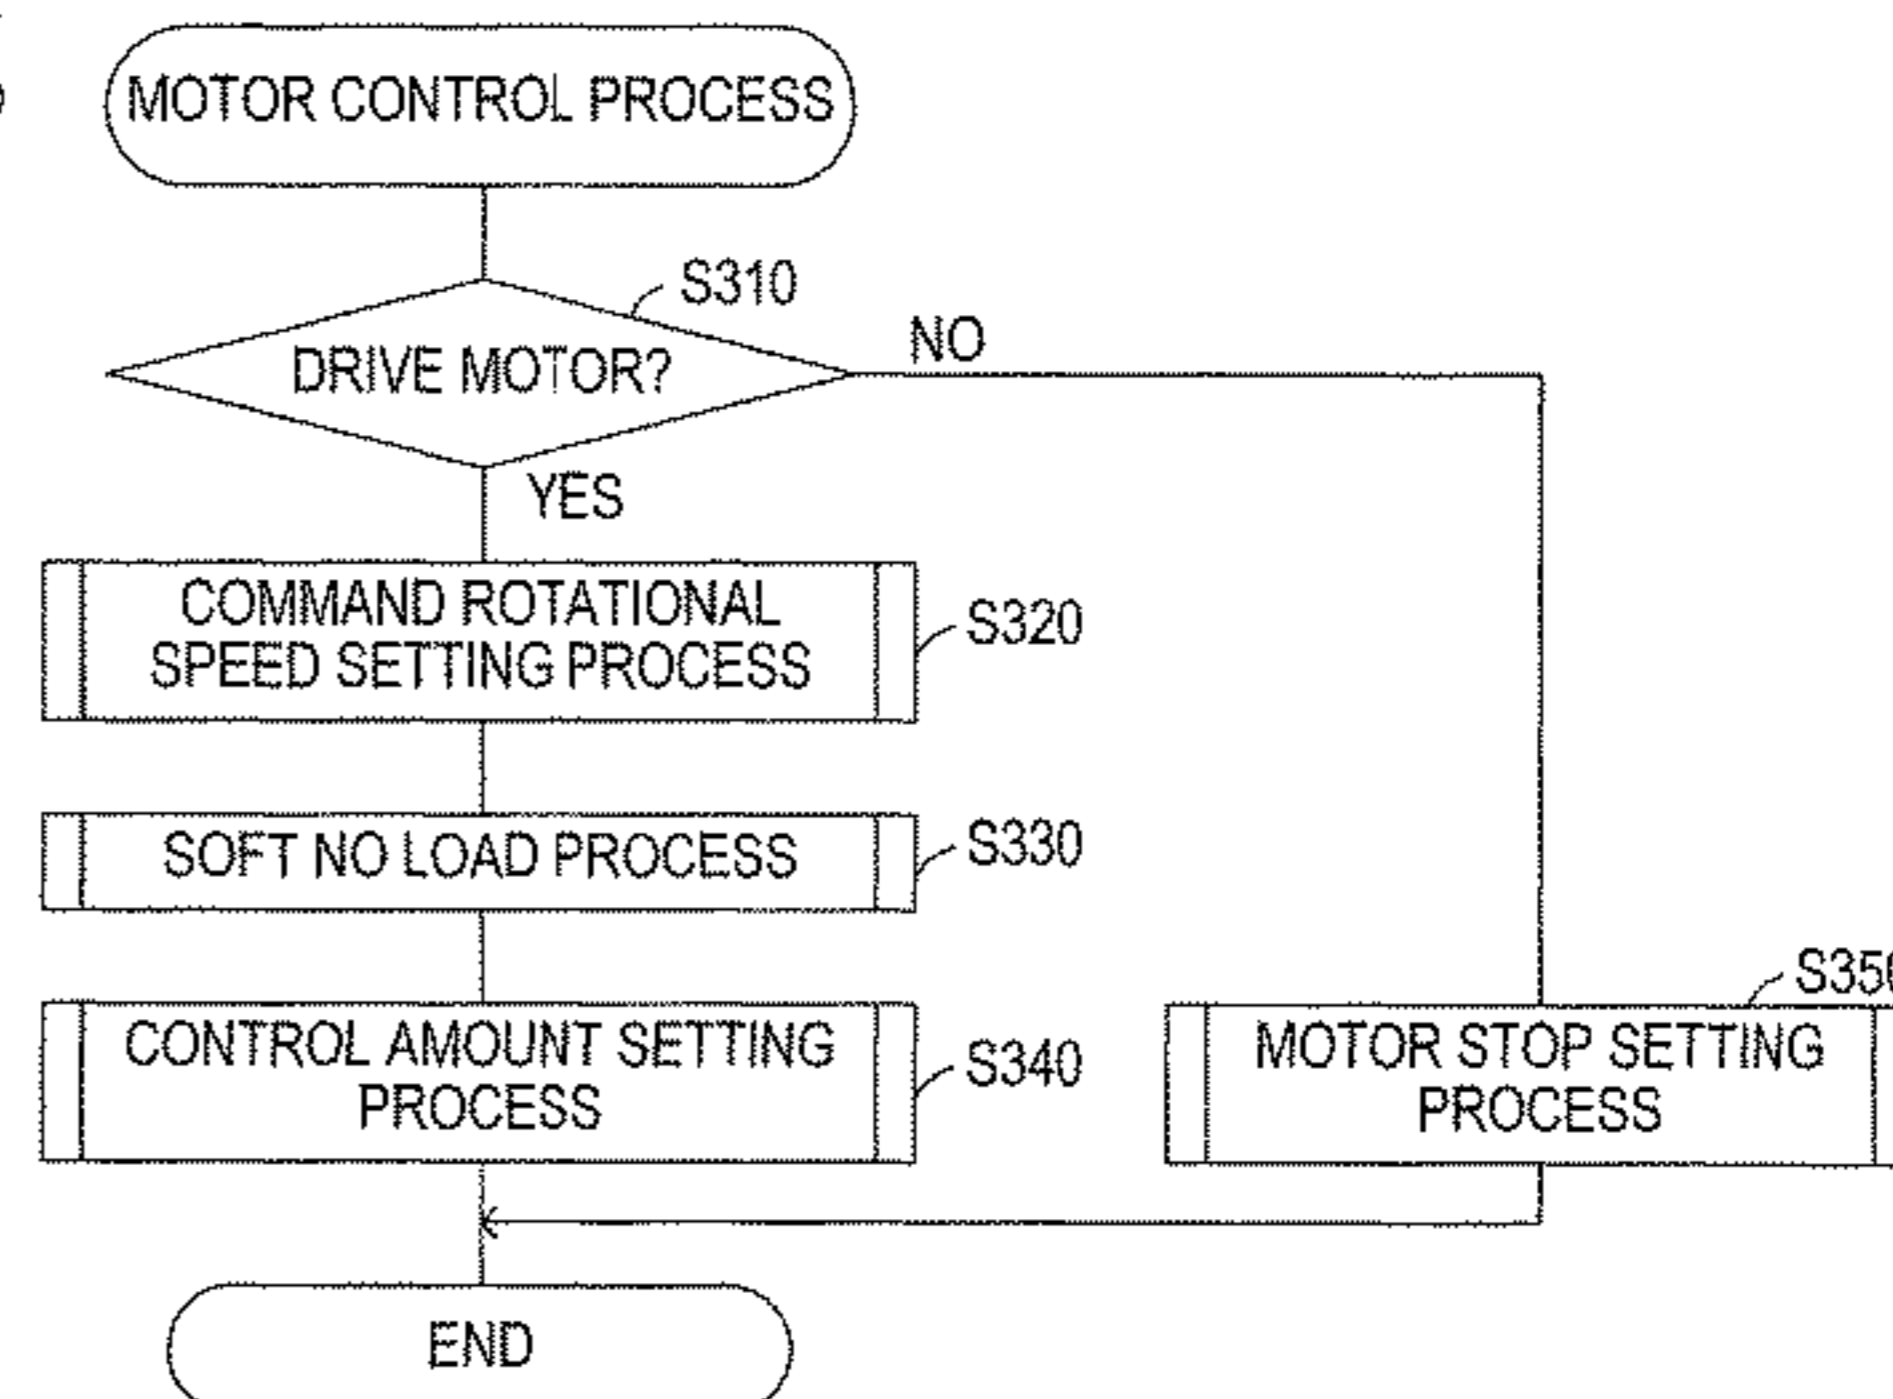 MOTOR CONTROL PROCESS
S310
DRIVE MOTOR?
NO
YES
COMMAND ROTATIONAL
SPEED SETTING PROCESS
S320
SOFT NO LOAD PROCESS
S330
CONTROL AMOUNT SETTING
PROCESS
S340
S350
MOTOR STOP SETTING
PROCESS
END